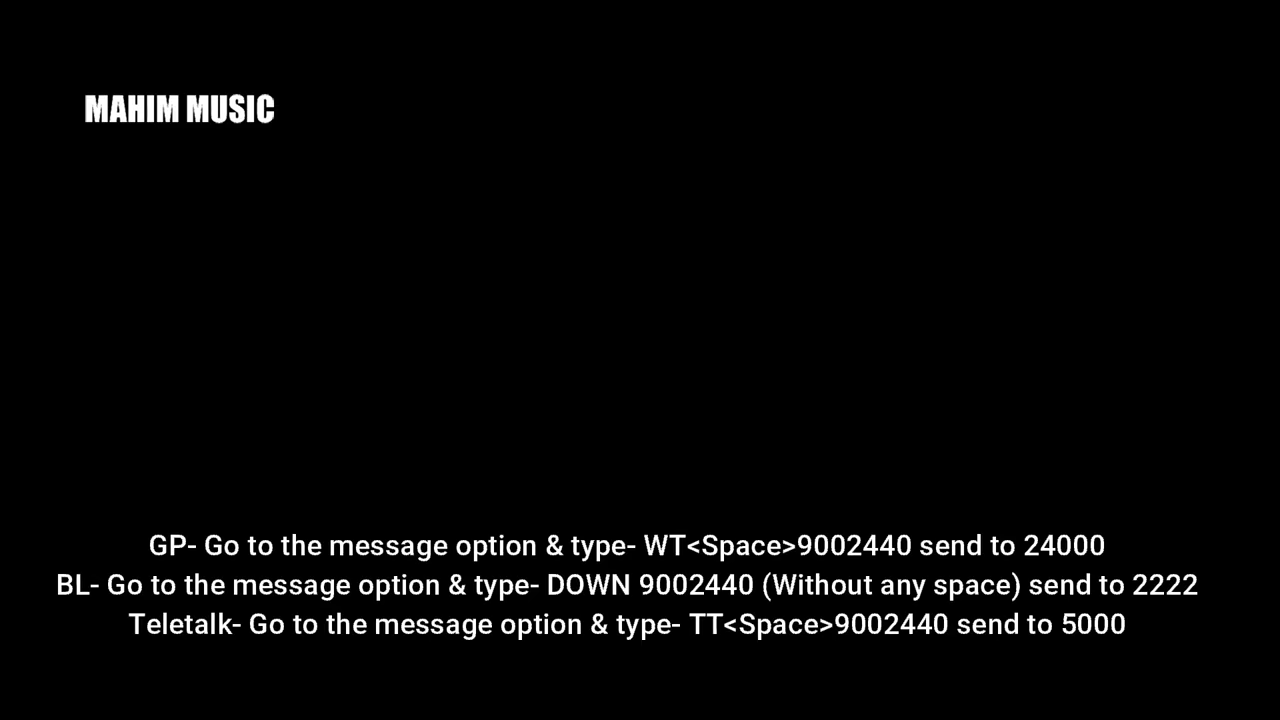 MAHIM MUSIC
GP- Go to the message option & type- WT<Space>9002440 send to 24000
BL- Go to the message option & type- DOWN 9002440 (Without any space) send to 2222
Teletalk- Go to the message option & type- TT<Space>9002440 send to 5000